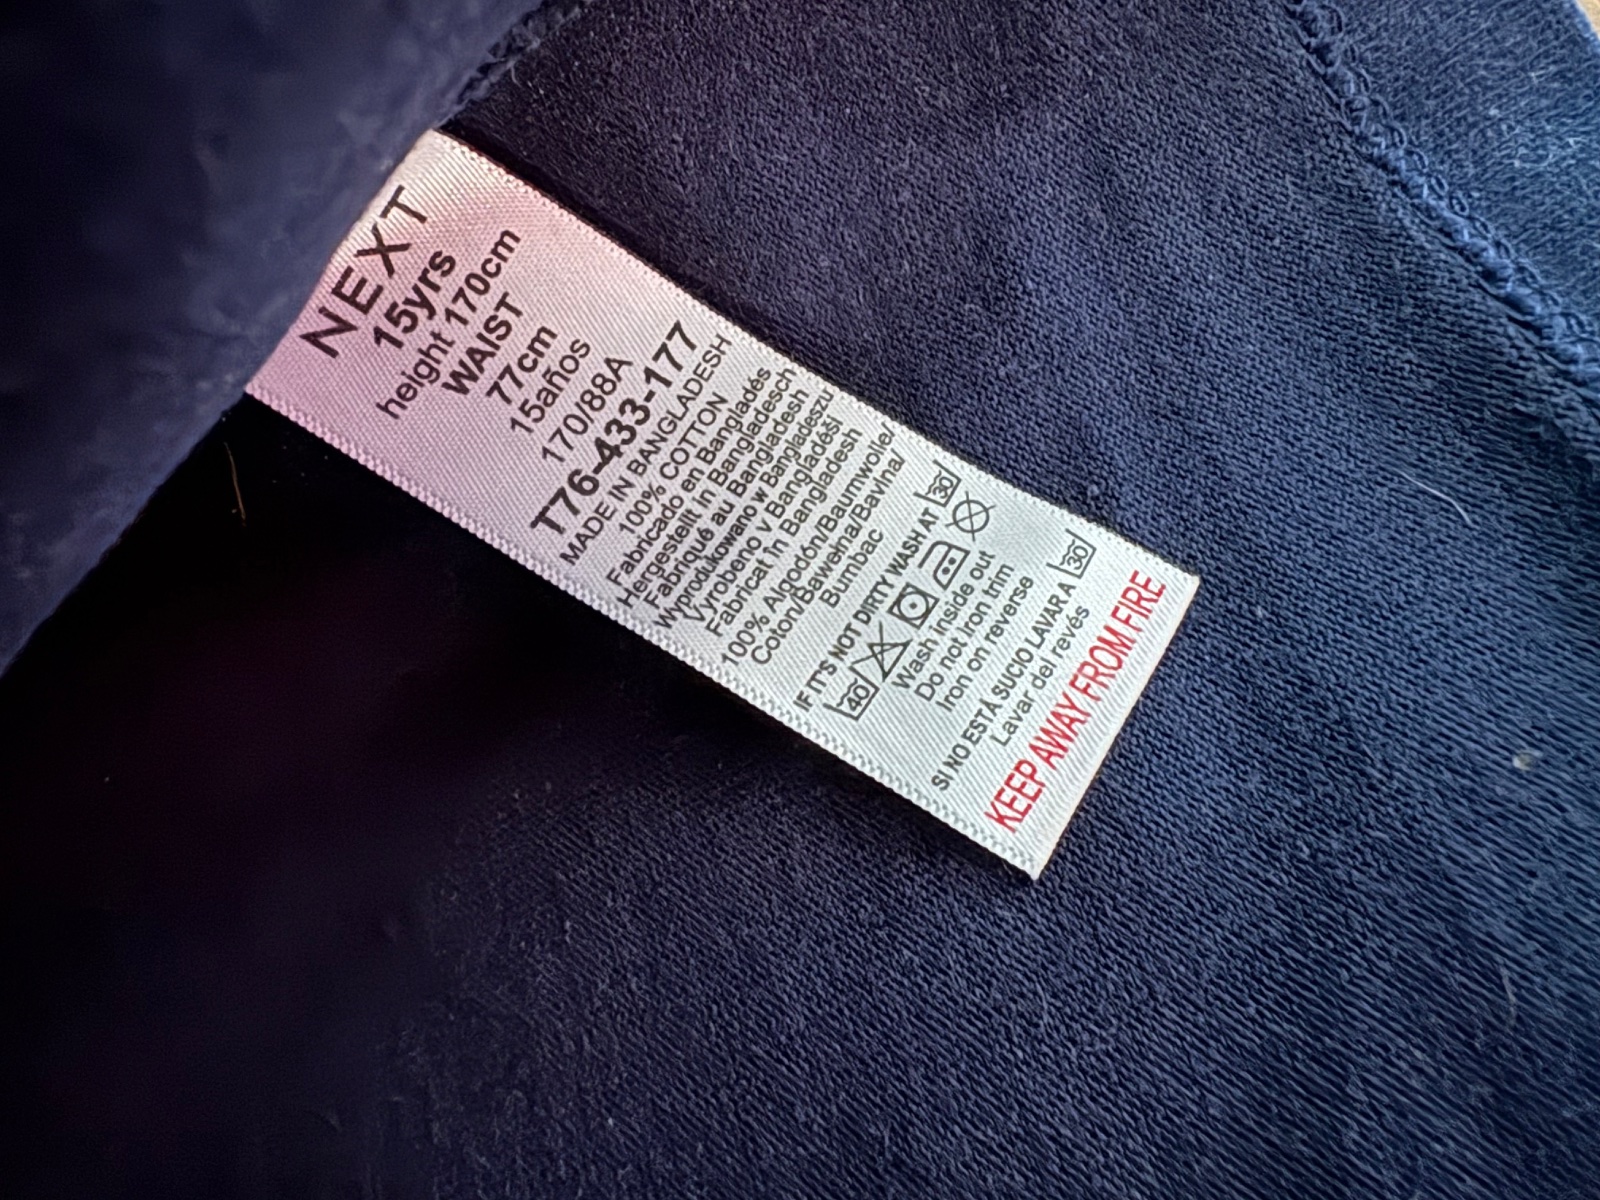 NEXT
15yrs
height 170cm
WAIST
77cm
15años
170/88A
T76-433-177
MADE IN BANGLADESH
100% COTTON
Fabricado en Bangladés
Hergestellt in Bangladesch
Fabriqué au Bangladesh
Wyprodukowano w Bangladeszu
Vyrobeno v Bangladéši
Fabricat în Bangladesh
100% Algodón/Baumwolle/
Coton/Bawełna/Bavlna/
Bumbac
IF IT'S NOT DIRTY WASH AT 30
40
Wash inside out
Do not iron trim
Iron on reverse
SI NO ESTÁ SUCIO LAVAR A 30
Lavar del revés
KEEP AWAY FROM FIRE